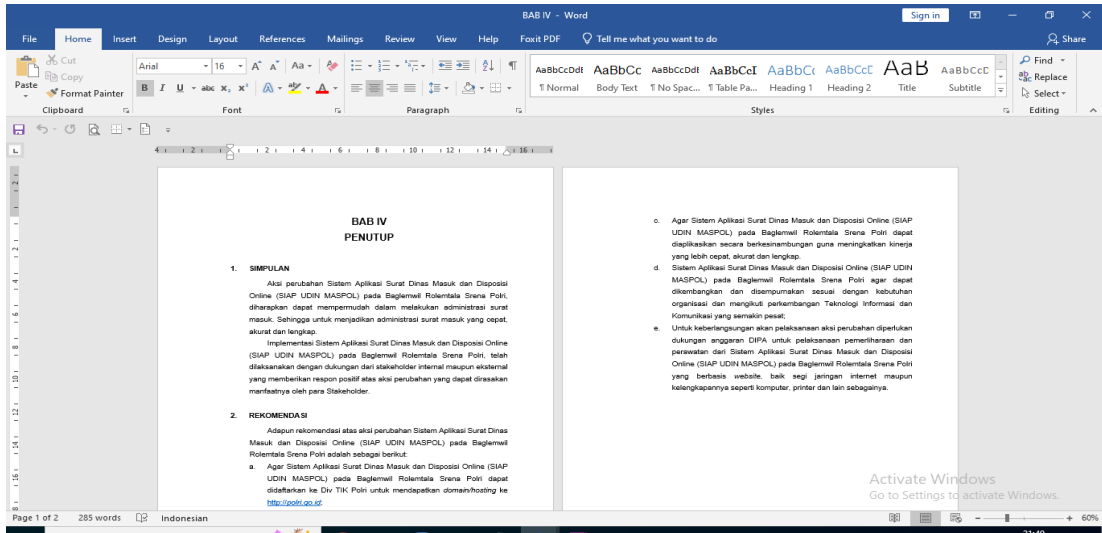 BAB IV - Word
Sign in
File Home Insert Design Layout References Mailings Review View Help Foxit PDF Tell me what you want to do Share
Paste
Cut
Copy
Format Painter
Clipboard
Arial 16
Font
Paragraph
AaBbCcDdE AaBbCc AaBbCcDdE AaBbCcI AaBbC( AaBbCcE AaB AaBbCcD
¶ Normal Body Text ¶ No Spac... ¶ Table Pa... Heading 1 Heading 2 Title Subtitle
Styles
Find
Replace
Select
Editing
BAB IV
PENUTUP
1. SIMPULAN
Aksi perubahan Sistem Aplikasi Surat Dinas Masuk dan Disposisi
Online (SIAP UDIN MASPOL) pada Baglemwil Rolemtala Srena Polri,
diharapkan dapat mempermudah dalam melakukan administrasi surat
masuk. Sehingga untuk menjadikan administrasi surat masuk yang cepat,
akurat dan lengkap.
Implementasi Sistem Aplikasi Surat Dinas Masuk dan Disposisi Online
(SIAP UDIN MASPOL) pada Baglemwil Rolemtala Srena Polri, telah
dilaksanakan dengan dukungan dari stakeholder internal maupun eksternal
yang memberikan respon positif atas aksi perubahan yang dapat dirasakan
manfaatnya oleh para Stakeholder.
2. REKOMENDASI
Adapun rekomendasi atas aksi perubahan Sistem Aplikasi Surat Dinas
Masuk dan Disposisi Online (SIAP UDIN MASPOL) pada Baglemwil
Rolemtala Srena Polri adalah sebagai berikut:
a. Agar Sistem Aplikasi Surat Dinas Masuk dan Disposisi Online (SIAP
UDIN MASPOL) pada Baglemwil Rolemtala Srena Polri dapat
didaftarkan ke Div TIK Polri untuk mendapatkan domain/hosting ke
http://polri.go.id;
c. Agar Sistem Aplikasi Surat Dinas Masuk dan Disposisi Online (SIAP
UDIN MASPOL) pada Baglemwil Rolemtala Srena Polri dapat
diaplikasikan secara berkesinambungan guna meningkatkan kinerja
yang lebih cepat, akurat dan lengkap.
d. Sistem Aplikasi Surat Dinas Masuk dan Disposisi Online (SIAP UDIN
MASPOL) pada Baglemwil Rolemtala Srena Polri agar dapat
dikembangkan dan disempurnakan sesuai dengan kebutuhan
organisasi dan mengikuti perkembangan Teknologi Informasi dan
Komunikasi yang semakin pesat;
e. Untuk keberlangsungan akan pelaksanaan aksi perubahan diperlukan
dukungan anggaran DIPA untuk pelaksanaan pemerliharaan dan
perawatan dari Sistem Aplikasi Surat Dinas Masuk dan Disposisi
Online (SIAP UDIN MASPOL) pada Baglemwil Rolemtala Srena Polri
yang berbasis website, baik segi jaringan internet maupun
kelengkapannya seperti komputer, printer dan lain sebagainya.
Activate Windows
Go to Settings to activate Windows.
Page 1 of 2 285 words Indonesian 60%